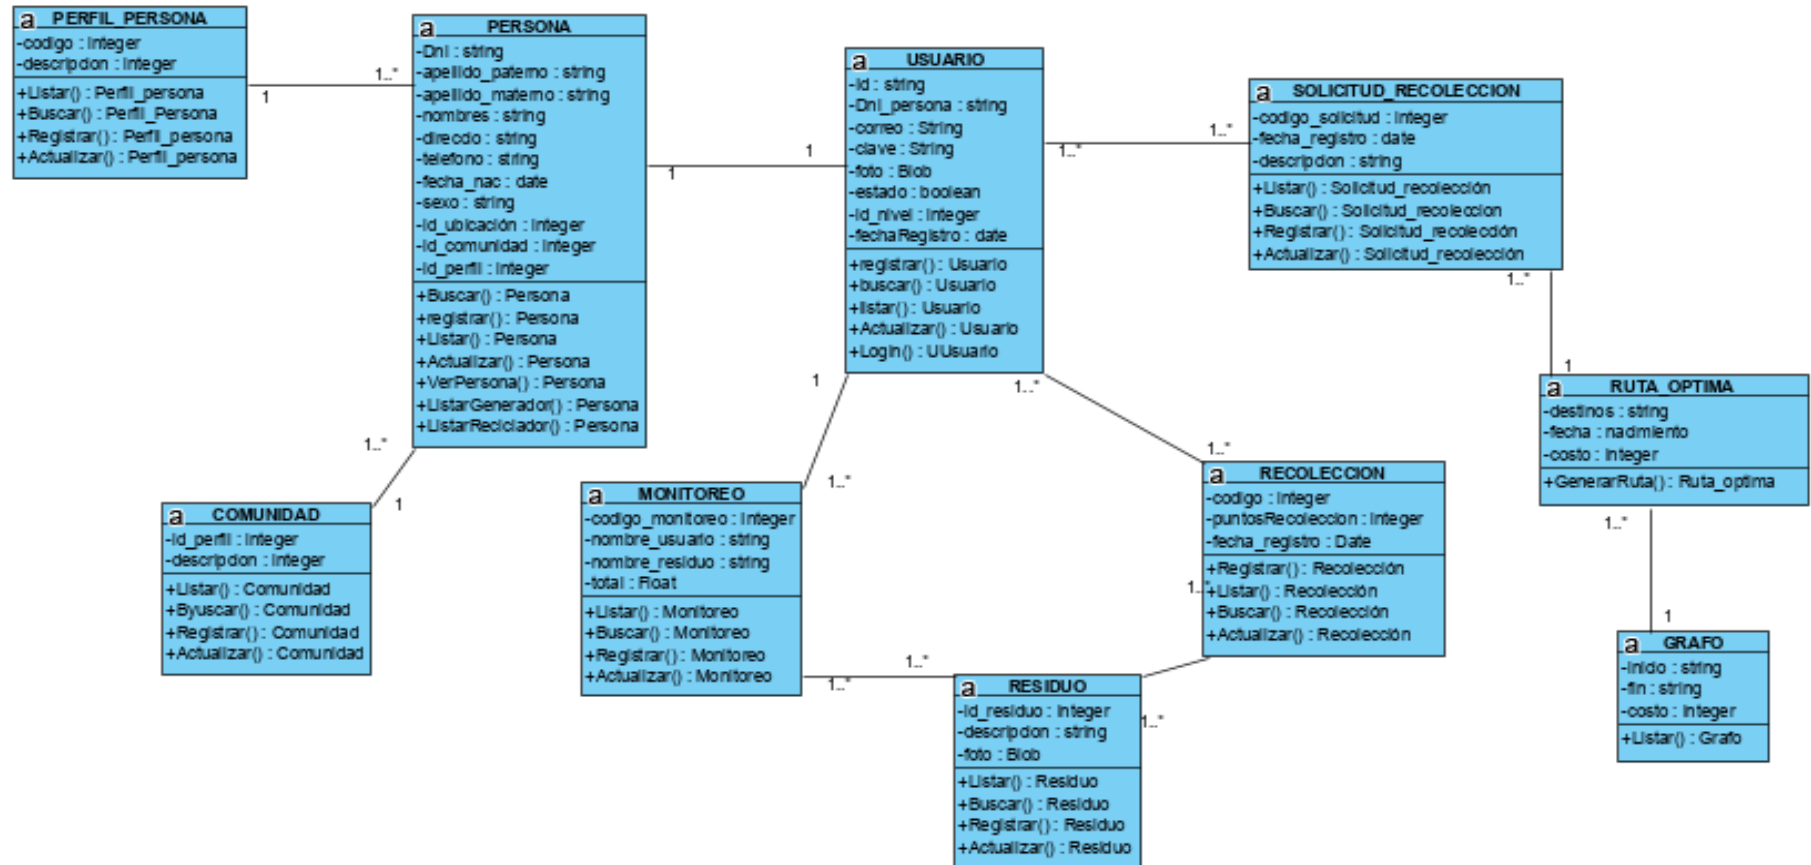 a PERFIL_PERSONA
-codigo : Integer
-descripcion : Integer
+Listar() : Perfil_persona
+Buscar() : Perfil_Persona
+Registrar() : Perfil_persona
+Actualizar() : Perfil_persona
1
1..*
a PERSONA
-Dni : string
-apellido_paterno : string
-apellido_materno : string
-nombres : string
-direccio : string
-telefono : string
-fecha_nac : date
-sexo : string
-id_ubicación : Integer
-id_comunidad : Integer
-id_perfil : Integer
+Buscar() : Persona
+registrar() : Persona
+Listar() : Persona
+Actualizar() : Persona
+VerPersona() : Persona
+ListarGenerador() : Persona
+ListarReciclador() : Persona
1
1
1..*
1
a COMUNIDAD
-id_perfil : Integer
-descripcion : Integer
+Listar() : Comunidad
+Byuscar() : Comunidad
+Registrar() : Comunidad
+Actualizar() : Comunidad
a USUARIO
-id : string
-Dni_persona : string
-correo : String
-clave : String
-foto : Blob
-estado : boolean
-id_nivel : Integer
-fechaRegistro : date
+registrar() : Usuario
+buscar() : Usuario
+listar() : Usuario
+Actualizar() : Usuario
+Login() : UUsuario
1..*
1..*
1
1..*
1..*
1..*
a SOLICITUD_RECOLECCION
-codigo_solicitud : Integer
-fecha_registro : date
-descripcion : string
+Listar() : Solicitud_recolección
+Buscar() : Solicitud_recoleccion
+Registrar() : Solicitud_recolección
+Actualizar() : Solicitud_recolección
1..*
1
a RUTA_OPTIMA
-destinos : string
-fecha : nacimiento
-costo : Integer
+GenerarRuta() : Ruta_optima
1..*
1
a GRAFO
-inicio : string
-fin : string
-costo : Integer
+Listar() : Grafo
a MONITOREO
-codigo_monitoreo : Integer
-nombre_usuario : string
-nombre_residuo : string
-total : Float
+Listar() : Monitoreo
+Buscar() : Monitoreo
+Registrar() : Monitoreo
+Actualizar() : Monitoreo
1..*
1..*
a RECOLECCION
-codigo : Integer
-puntosRecoleccion : Integer
-fecha_registro : Date
+Registrar() : Recolección
+Listar() : Recolección
+Buscar() : Recolección
+Actualizar() : Recolección
1..*
1..*
a RESIDUO
-id_residuo : Integer
-descripcion : string
-foto : Blob
+Listar() : Residuo
+Buscar() : Residuo
+Registrar() : Residuo
+Actualizar() : Residuo